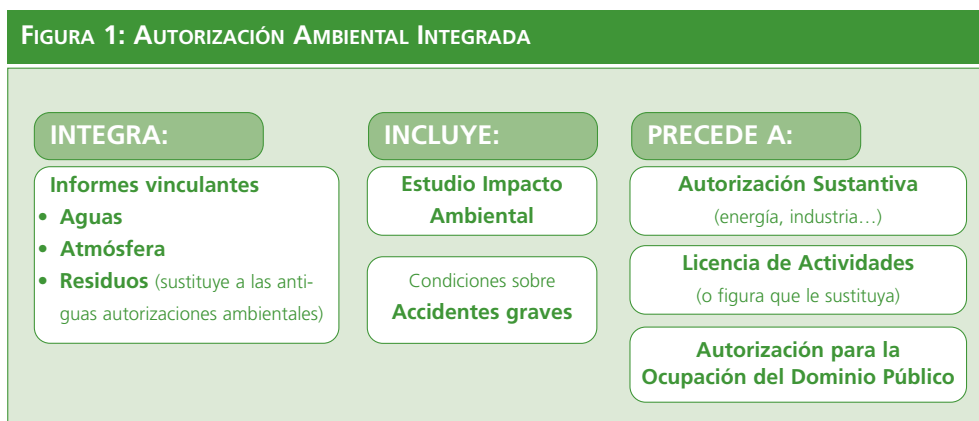 FIGURA 1: AUTORIZACIÓN AMBIENTAL INTEGRADA
INTEGRA:
Informes vinculantes
• Aguas
• Atmósfera
• Residuos (sustituye a las anti-
guas autorizaciones ambientales)
INCLUYE:
Estudio Impacto
Ambiental
Condiciones sobre
Accidentes graves
PRECEDE A:
Autorización Sustantiva
(energía, industria…)
Licencia de Actividades
(o figura que le sustituya)
Autorización para la
Ocupación del Dominio Público